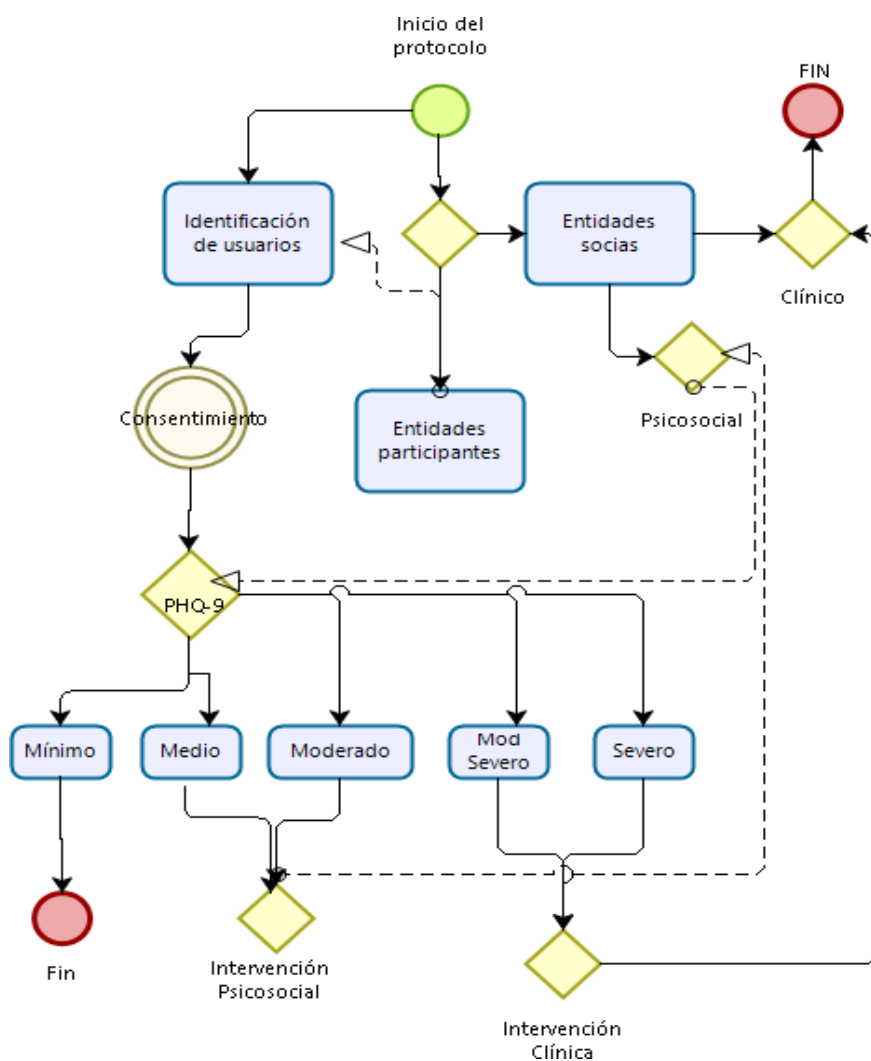 Inicio del
protocolo
FIN
Identificación
de usuarios
Entidades
socias
Clínico
Consentimiento
Entidades
participantes
Psicosocial
PHQ-9
Mínimo
Medio
Moderado
Mod
Severo
Severo
Fin
Intervención
Psicosocial
Intervención
Clínica